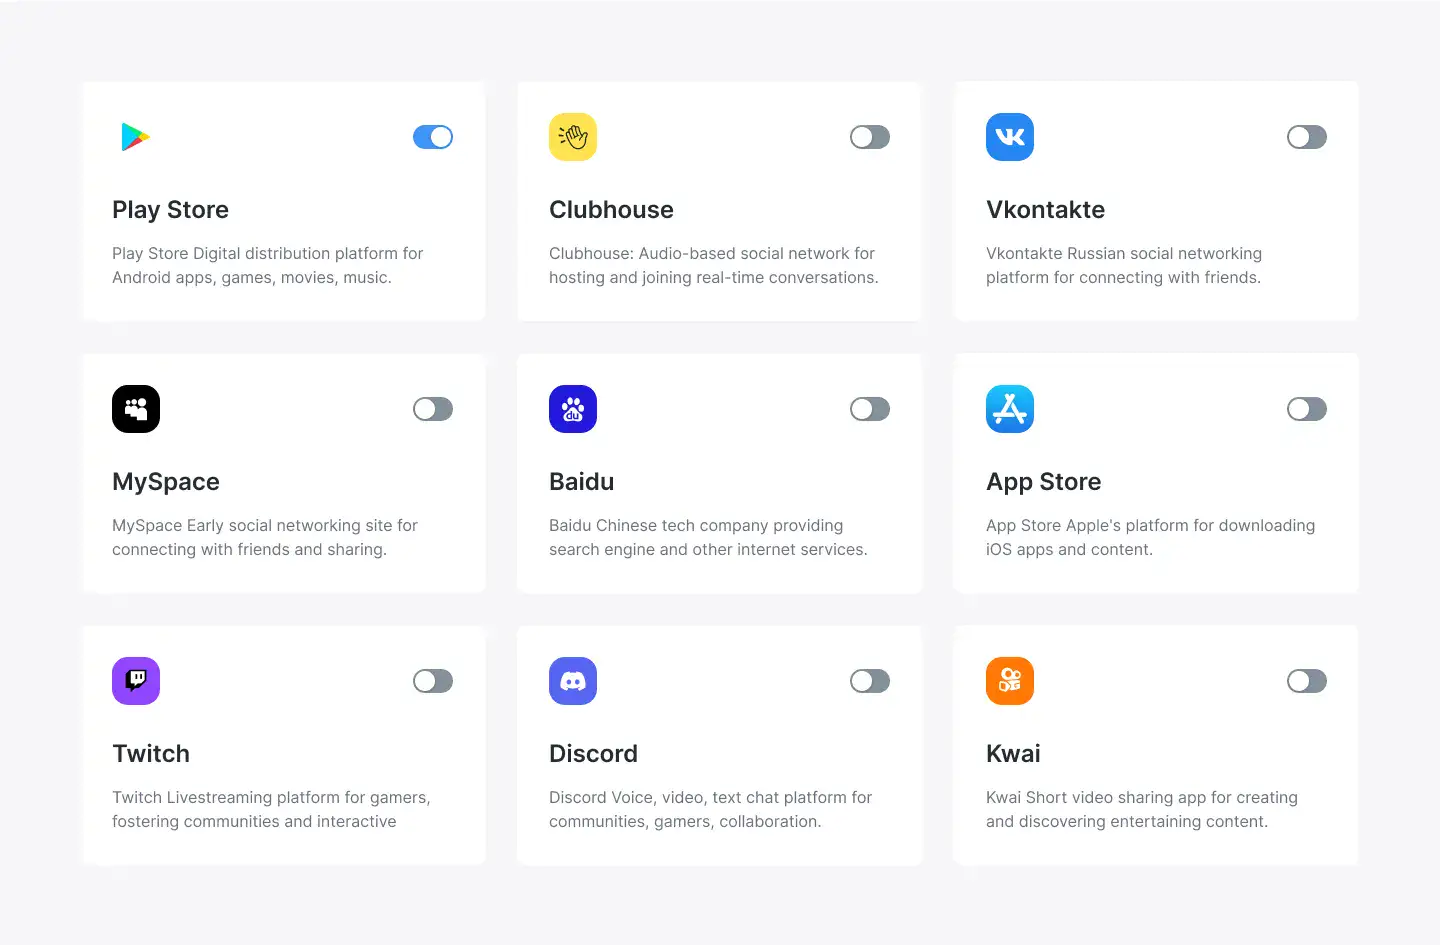 Play Store
Play Store Digital distribution platform for
Android apps, games, movies, music.
Clubhouse
Clubhouse: Audio-based social network for
hosting and joining real-time conversations.
VK
Vkontakte
Vkontakte Russian social networking
platform for connecting with friends.
MySpace
MySpace Early social networking site for
connecting with friends and sharing.
du
Baidu
Baidu Chinese tech company providing
search engine and other internet services.
App Store
App Store Apple's platform for downloading
iOS apps and content.
Twitch
Twitch Livestreaming platform for gamers,
fostering communities and interactive
Discord
Discord Voice, video, text chat platform for
communities, gamers, collaboration.
Kwai
Kwai Short video sharing app for creating
and discovering entertaining content.